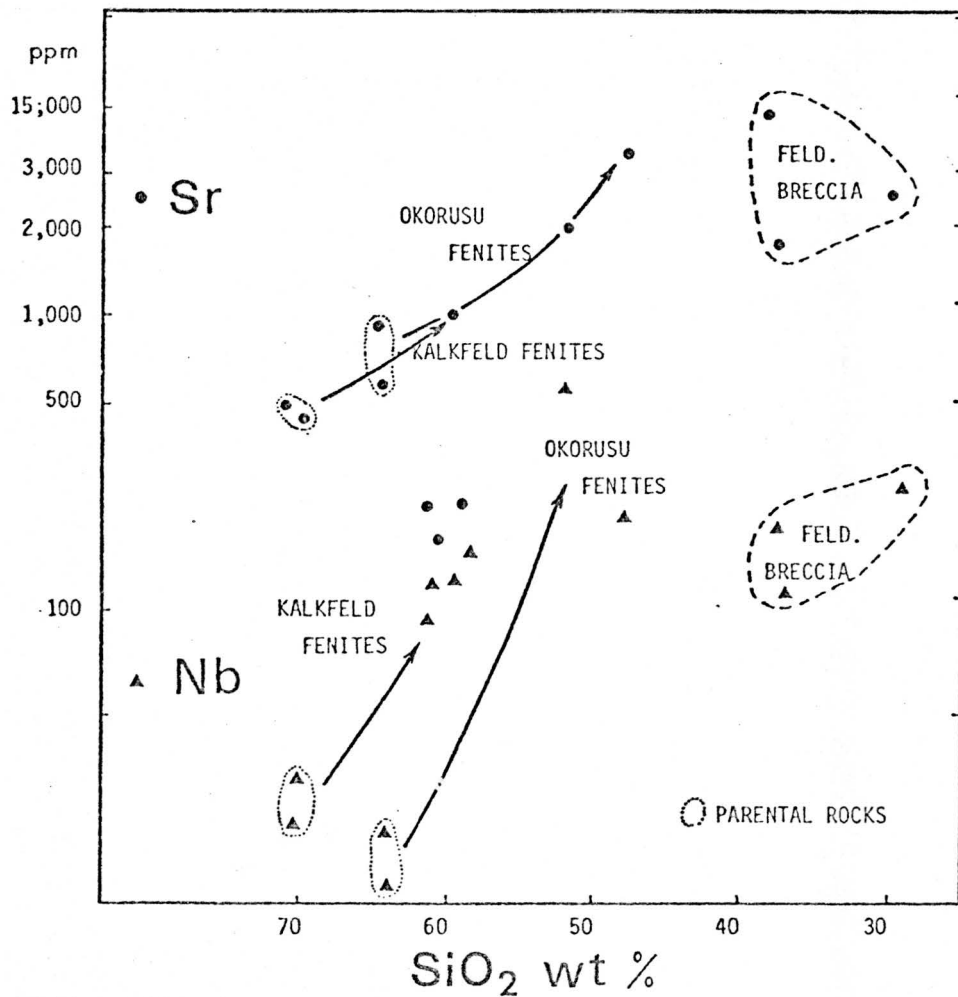 ppm
15,000
3,000
2,000
1,000
500
100
Sr
OKORUSU
FENITES
KALKFELD FENITES
FELD.
BRECCIA
OKORUSU
FENITES
FELD.
BRECCIA
KALKFELD
FENITES
Nb
PARENTAL ROCKS
70 60 50 40 30
SiO₂ wt %